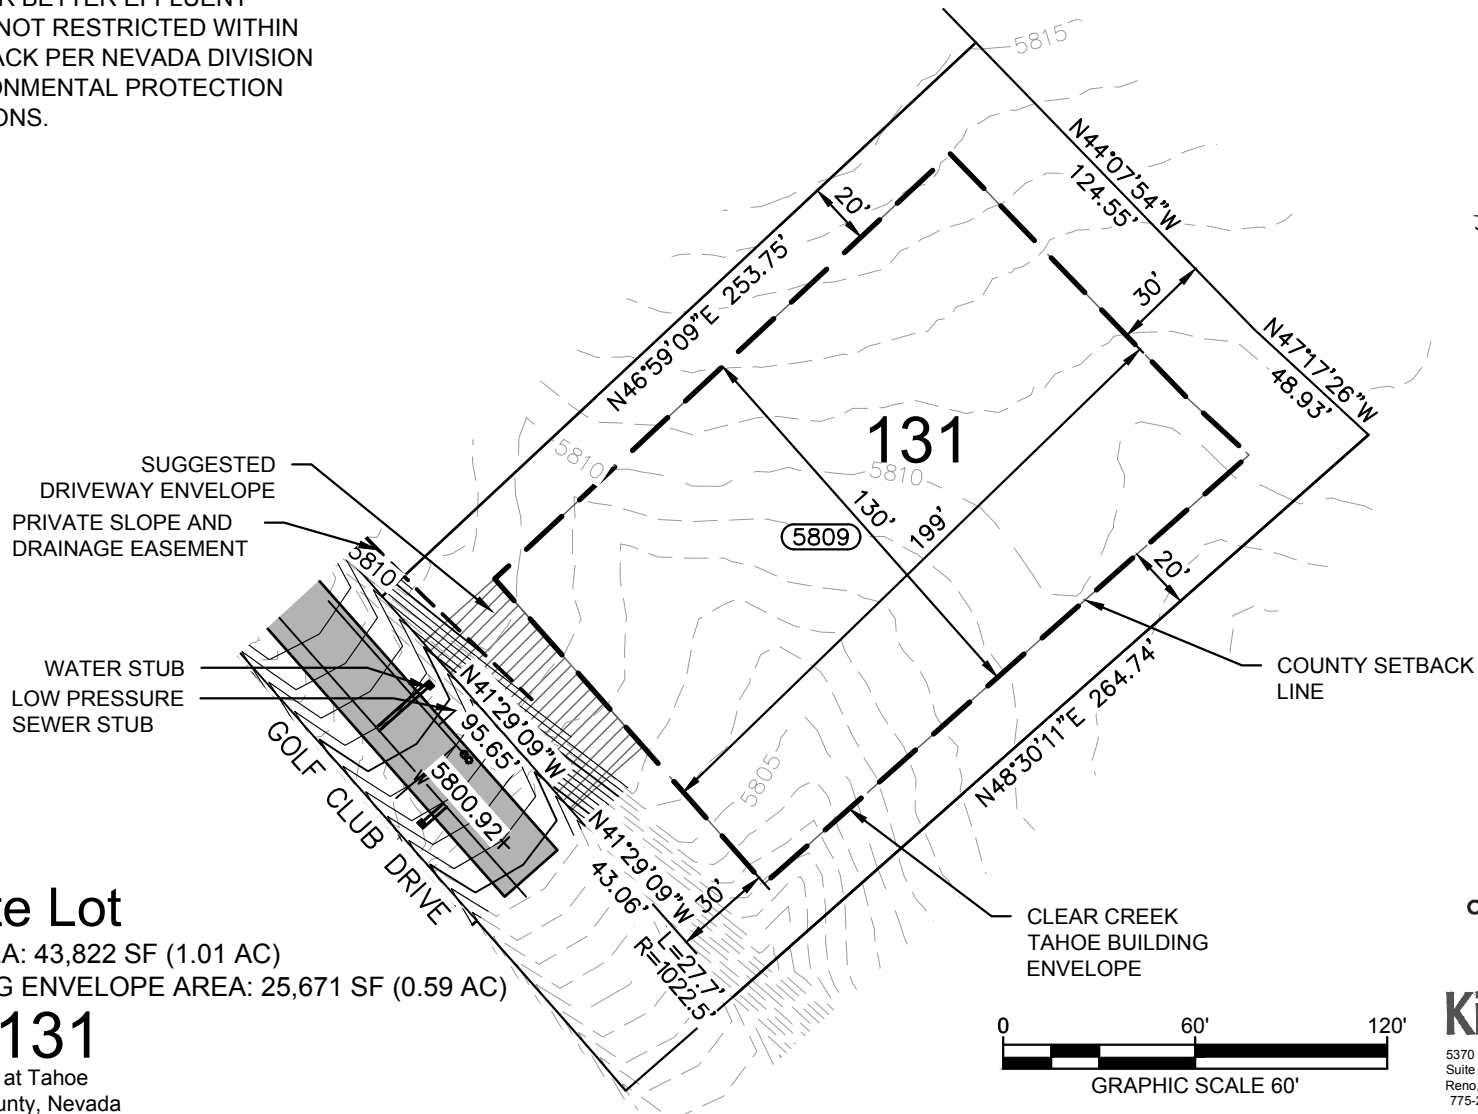 BETTER EFFLUENT
NOT RESTRICTED WITHIN
PER NEVADA DIVISION
PROTECTION
5815
N44°07'54"W
124.55'
20'
N46°59'09"E 253.75'
30'
N47°17'26"W
48.93'
131
5810
5810
130'
199'
5809
20'
SUGGESTED
DRIVEWAY ENVELOPE
PRIVATE SLOPE AND
DRAINAGE EASEMENT
5810
WATER STUB
LOW PRESSURE
SEWER STUB
N41°29'09"W
95.65'
5800.92
GOLF CLUB DRIVE
5805
N48°30'11"E 264.74'
COUNTY SETBACK
LINE
N41°29'09"W
43.06'
30'
L=27.7'
R=1022.5'
CLEAR CREEK
TAHOE BUILDING
ENVELOPE
Lot
43,822 SF (1.01 AC)
ENVELOPE AREA: 25,671 SF (0.59 AC)
131
at Tahoe
Nevada
0 60' 120'
GRAPHIC SCALE 60'
5370
Suite
Reno,